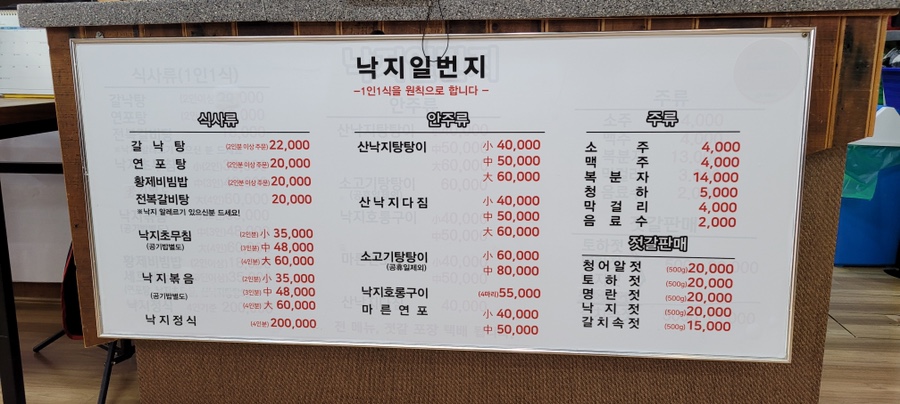 낙지일번지
-1인1식을 원칙으로 합니다-
식사류
갈낙탕 (2인분 이상 주문) 22,000
연포탕 (2인분 이상 주문) 20,000
황제비빔밥 (2인분 이상 주문) 20,000
전복갈비탕 20,000
※낙지 알레르기 있으신분 드세요!
낙지초무침 (2인분) 小 35,000
(공기밥별도) (3인분) 中 48,000
(4인분) 大 60,000
낙지볶음 (2인분) 小 35,000
(공기밥별도) (3인분) 中 48,000
(4인분) 大 60,000
낙지정식 (4인분) 200,000
안주류
산낙지탕탕이 小 40,000
中 50,000
大 60,000
산낙지다짐 小 40,000
中 50,000
大 60,000
소고기탕탕이 小 60,000
(공휴일제외) 中 80,000
낙지호롱구이 (4마리) 55,000
마른연포 小 40,000
中 50,000
주류
소주 4,000
맥주 4,000
복분자 14,000
청하 5,000
막걸리 4,000
음료수 2,000
젓갈판매
청어알젓 (500g) 20,000
토하젓 (500g) 20,000
명란젓 (500g) 20,000
낙지젓 (500g) 20,000
갈치속젓 (500g) 15,000